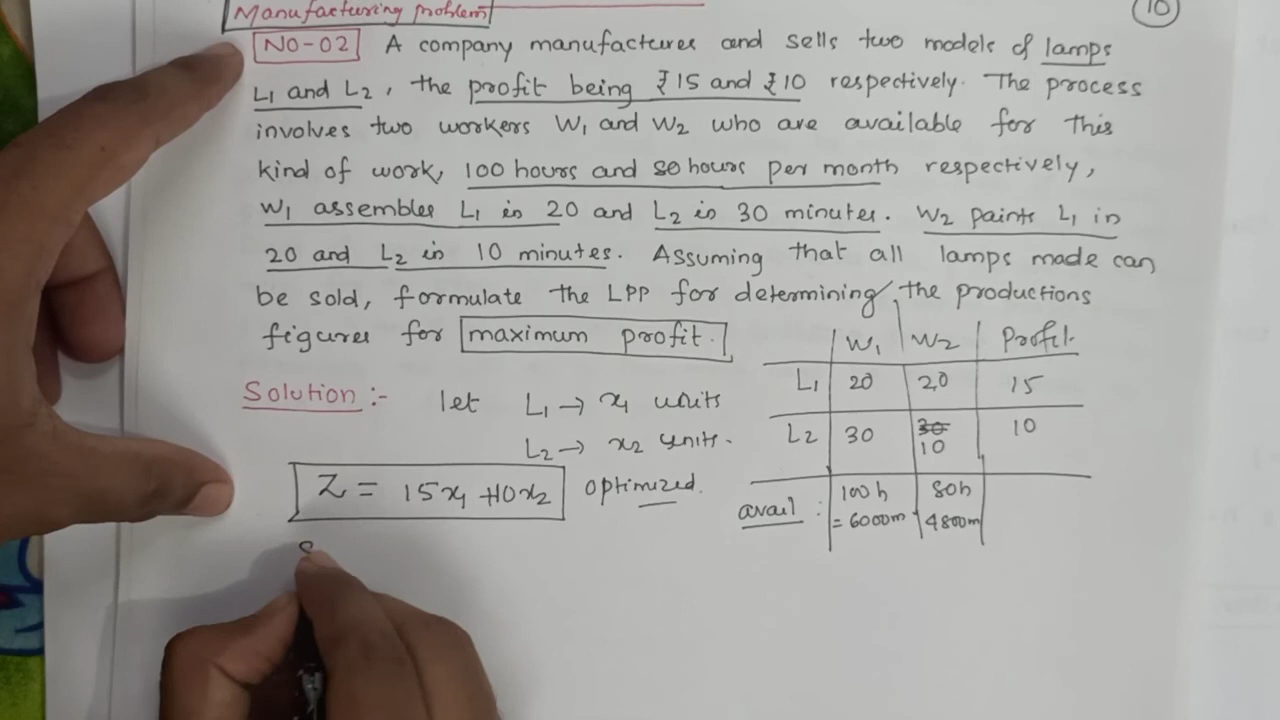 Manufacturing problem
10
NO-02 A company manufactures and sells two models of lamps
L1 and L2, the profit being ₹15 and ₹10 respectively. The process
involves two workers W1 and W2 who are available for this
kind of work, 100 hours and 80 hours per month respectively,
W1 assembles L1 in 20 and L2 in 30 minutes. W2 paints L1 in
20 and L2 in 10 minutes. Assuming that all lamps made can
be sold, formulate the LPP for determining the productions
figures for maximum profit.
Solution :- let L1 → x1 units
L2 → x2 units.
Z = 15x1 + 10x2 optimized.
S
W1 W2 Profit
L1 20 20 15
L2 30 30 10
10
avail : 100h 80h
= 6000m 4800m